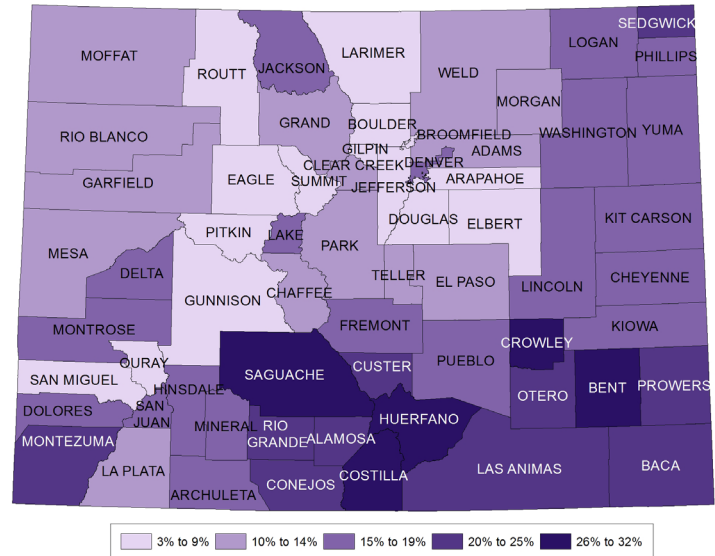 SEDGWICK
LARIMER
LOGAN
MOFFAT
PHILLIPS
JACKSON
ROUTT
WELD
MORGAN
GRAND
BOULDER
RIO BLANCO
BROOMFIELD
WASHINGTON
YUMA
GILPIN
ADAMS
CLEAR CREEK
DENVER
GARFIELD
EAGLE
SUMMIT
ARAPAHOE
JEFFERSON
DOUGLAS
ELBERT
KIT CARSON
PITKIN
LAKE
PARK
MESA
DELTA
TELLER
EL PASO
CHEYENNE
LINCOLN
CHAFFEE
GUNNISON
FREMONT
KIOWA
MONTROSE
CROWLEY
OURAY
PUEBLO
CUSTER
SAGUACHE
SAN MIGUEL
HINSDALE
OTERO
BENT
PROWERS
DOLORES
SAN
JUAN
HUERFANO
MINERAL
RIO
GRANDE
ALAMOSA
MONTEZUMA
LA PLATA
COSTILLA
LAS ANIMAS
BACA
CONEJOS
ARCHULETA
3% to 9%
10% to 14%
15% to 19%
20% to 25%
26% to 32%